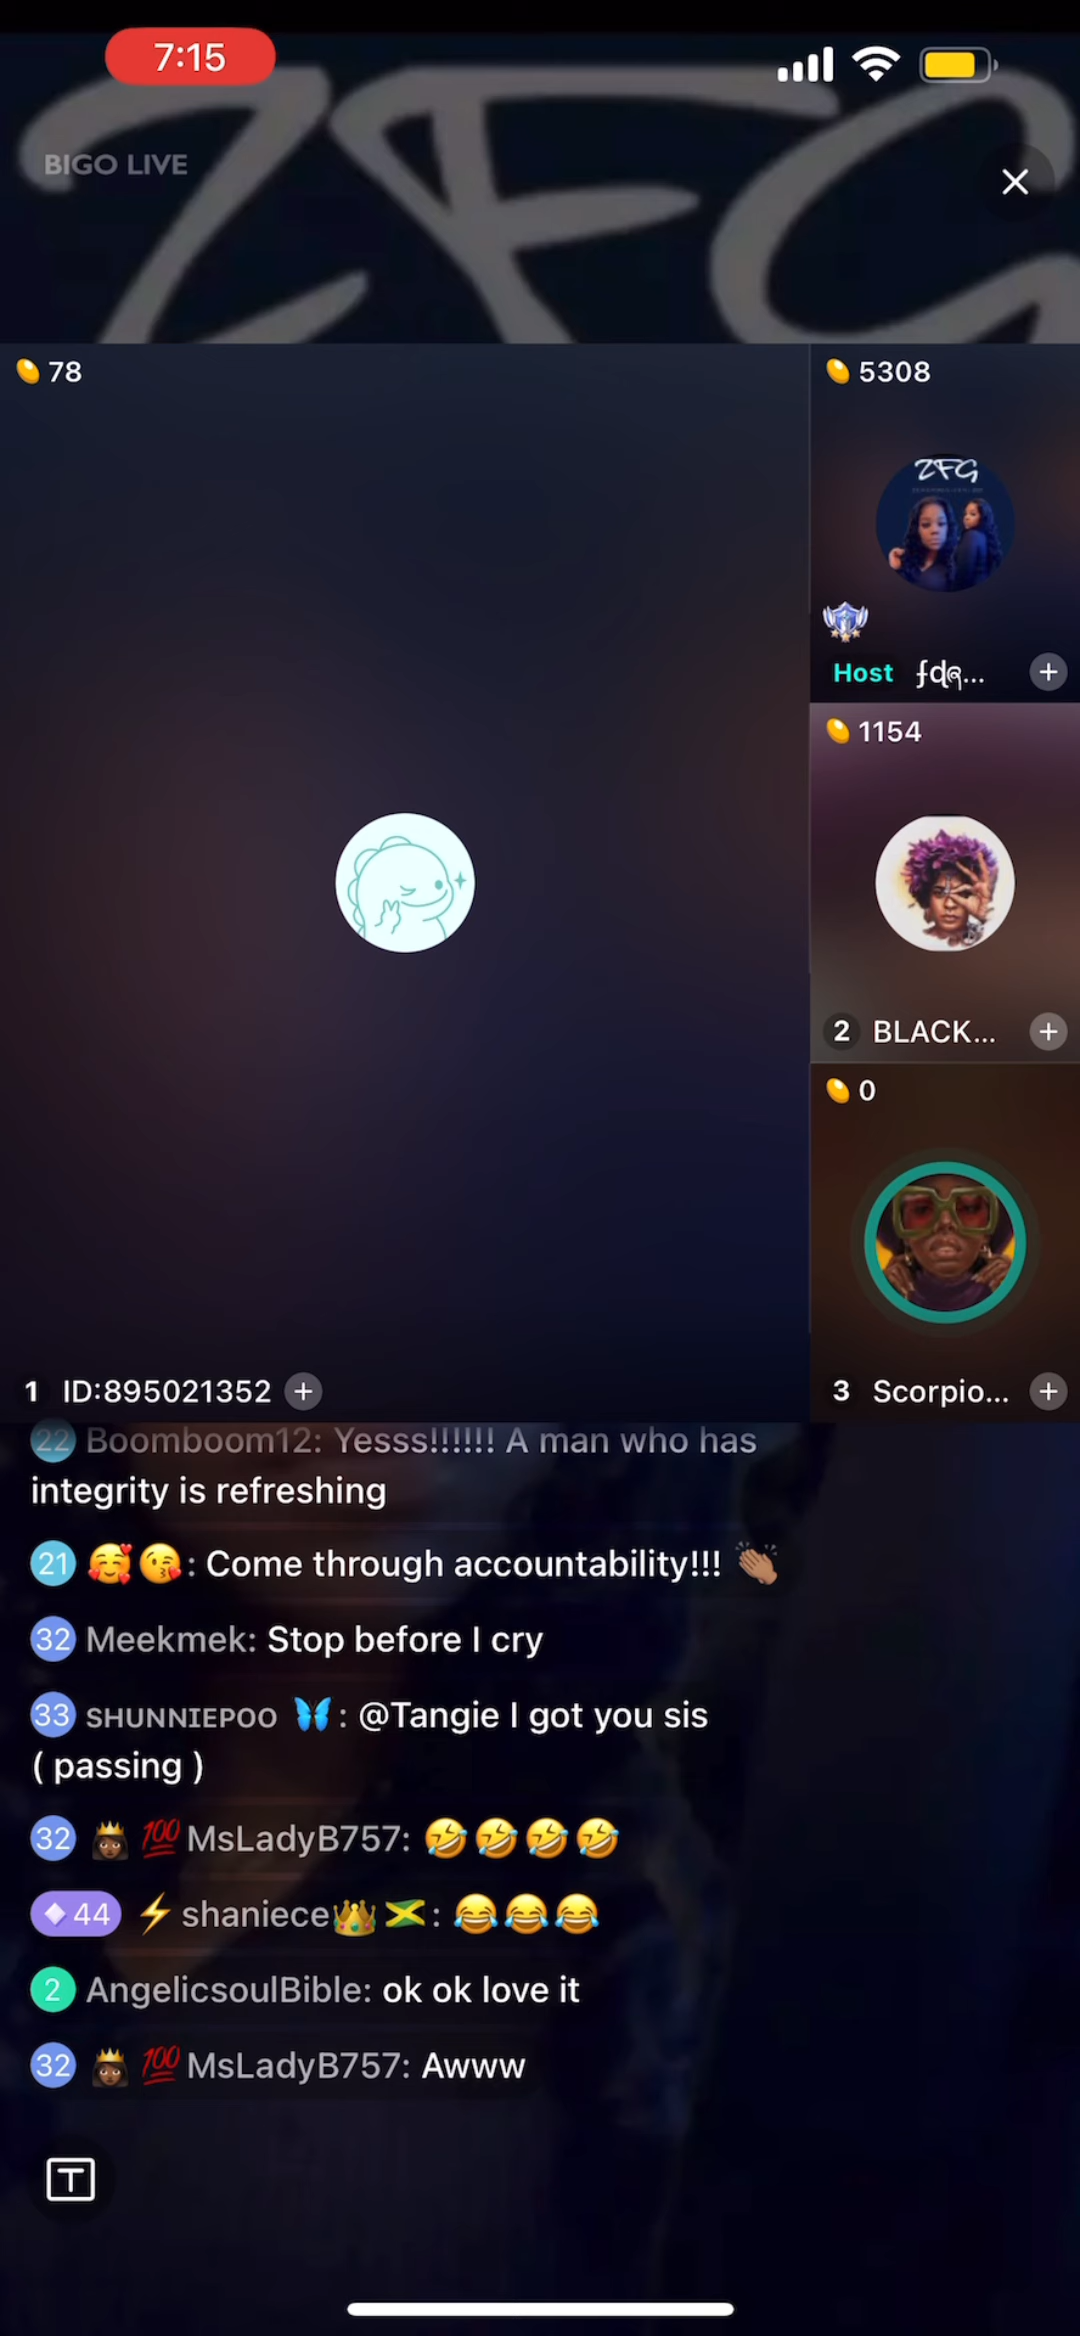 7:15
ZFG
BIGO LIVE
78
5308
ZFG
Host
1154
2 BLACK...
0
1 ID:895021352
3 Scorpio...
22 Boomboom12: Yesss!!!!!! A man who has
integrity is refreshing
21 🥰😘: Come through accountability!!! 👏🏽
32 Meekmek: Stop before I cry
33 SHUNNIEPOO 🦋: @Tangie I got you sis
( passing )
32 👸🏾 💯 MsLadyB757: 🤣🤣🤣🤣
44 ⚡ shaniece👑🇯🇲: 😂😂😂
2 AngelicsoulBible: ok ok love it
32 👸🏾 💯 MsLadyB757: Awww
T